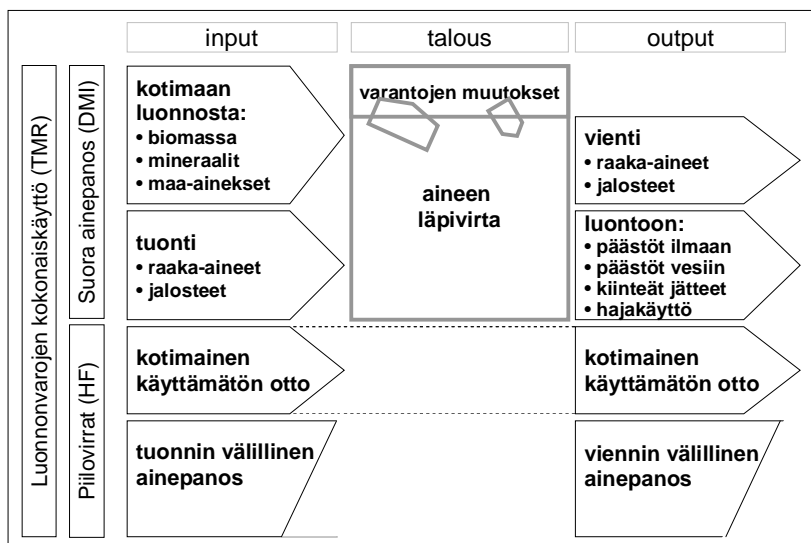 input
talous
output
Luonnonvarojen kokonaiskäyttö (TMR)
Suora ainepanos (DMI)
kotimaan
luonnosta:
• biomassa
• mineraalit
• maa-ainekset
varantojen muutokset
aineen
läpivirta
vienti
• raaka-aineet
• jalosteet
tuonti
• raaka-aineet
• jalosteet
luontoon:
• päästöt ilmaan
• päästöt vesiin
• kiinteät jätteet
• hajakäyttö
Piilovirrat (HF)
kotimainen
käyttämätön otto
kotimainen
käyttämätön otto
tuonnin välillinen
ainepanos
viennin välillinen
ainepanos